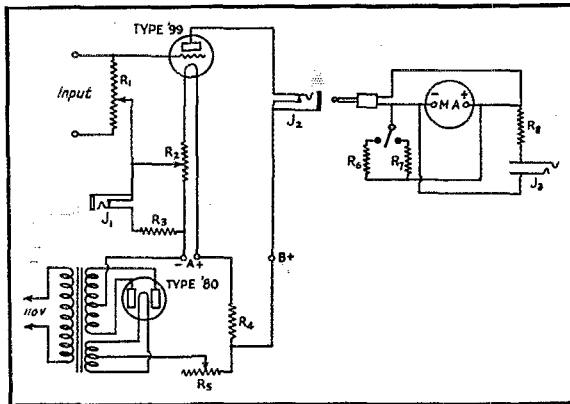 TYPE '99
Input
R1
R2
J1
R3
J2
- MA +
R6
R7
R8
J3
- A +
B+
TYPE '80
110V
R4
R5